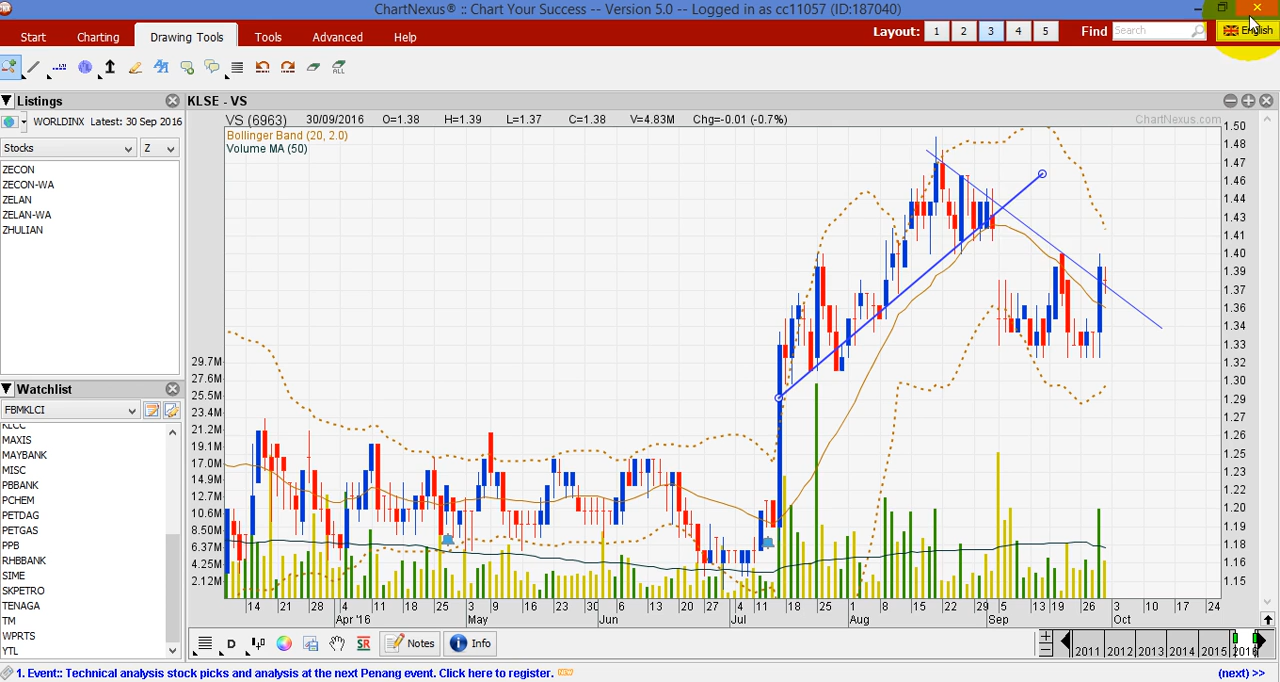 ChartNexus® :: Chart Your Success -- Version 5.0 -- Logged in as cc11057 (ID:187040)
Start Charting Drawing Tools Tools Advanced Help Layout: 1 2 3 4 5 Find Search English
ALL
Listings
WORLDINX Latest: 30 Sep 2016
Stocks Z
ZECON
ZECON-WA
ZELAN
ZELAN-WA
ZHULIAN
Watchlist
FBMKLCI
KLCC
MAXIS
MAYBANK
MISC
PBBANK
PCHEM
PETDAG
PETGAS
PPB
RHBBANK
SIME
SKPETRO
TENAGA
TM
WPRTS
YTL
KLSE - VS
VS (6963) 30/09/2016 O=1.38 H=1.39 L=1.37 C=1.38 V=4.83M Chg=-0.01 (-0.7%) ChartNexus.com
Bollinger Band (20, 2.0)
Volume MA (50)
1.50
1.48
1.47
1.46
1.44
1.43
1.42
1.40
1.39
1.37
1.36
1.34
1.33
1.32
1.30
1.29
1.27
1.26
1.25
1.23
1.22
1.20
1.19
1.18
1.16
1.15
29.7M
27.6M
25.5M
23.4M
21.2M
19.1M
17.0M
14.9M
12.7M
10.6M
8.50M
6.37M
4.25M
2.12M
14 21 28 4 11 18 25 3 9 16 23 30 6 13 20 27 4 11 18 25 1 8 15 22 29 5 13 19 26 3 10 17 24
Apr '16 May Jun Jul Aug Sep Oct
D SR Notes Info
2011 2012 2013 2014 2015 2016
1. Event:: Technical analysis stock picks and analysis at the next Penang event. Click here to register. NEW (next) >>